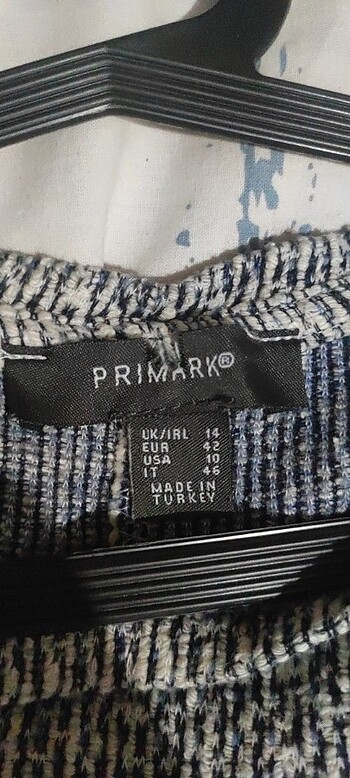 PRIMARK®
UK/IRL 14
EUR 42
USA 10
IT 46
MADE IN
TURKEY